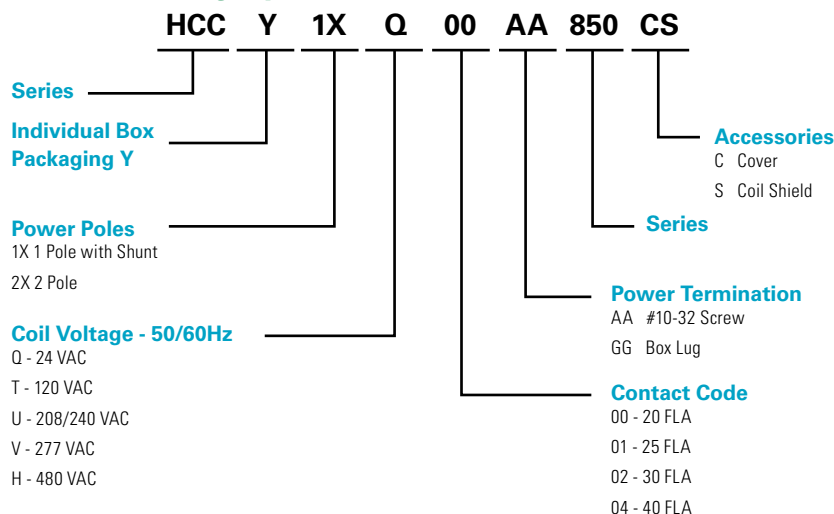 HCC Y 1X Q 00 AA 850 CS
Series
Individual Box
Packaging Y
Power Poles
1X 1 Pole with Shunt
2X 2 Pole
Coil Voltage - 50/60Hz
Q - 24 VAC
T - 120 VAC
U - 208/240 VAC
V - 277 VAC
H - 480 VAC
Accessories
C Cover
S Coil Shield
Series
Power Termination
AA #10-32 Screw
GG Box Lug
Contact Code
00 - 20 FLA
01 - 25 FLA
02 - 30 FLA
04 - 40 FLA